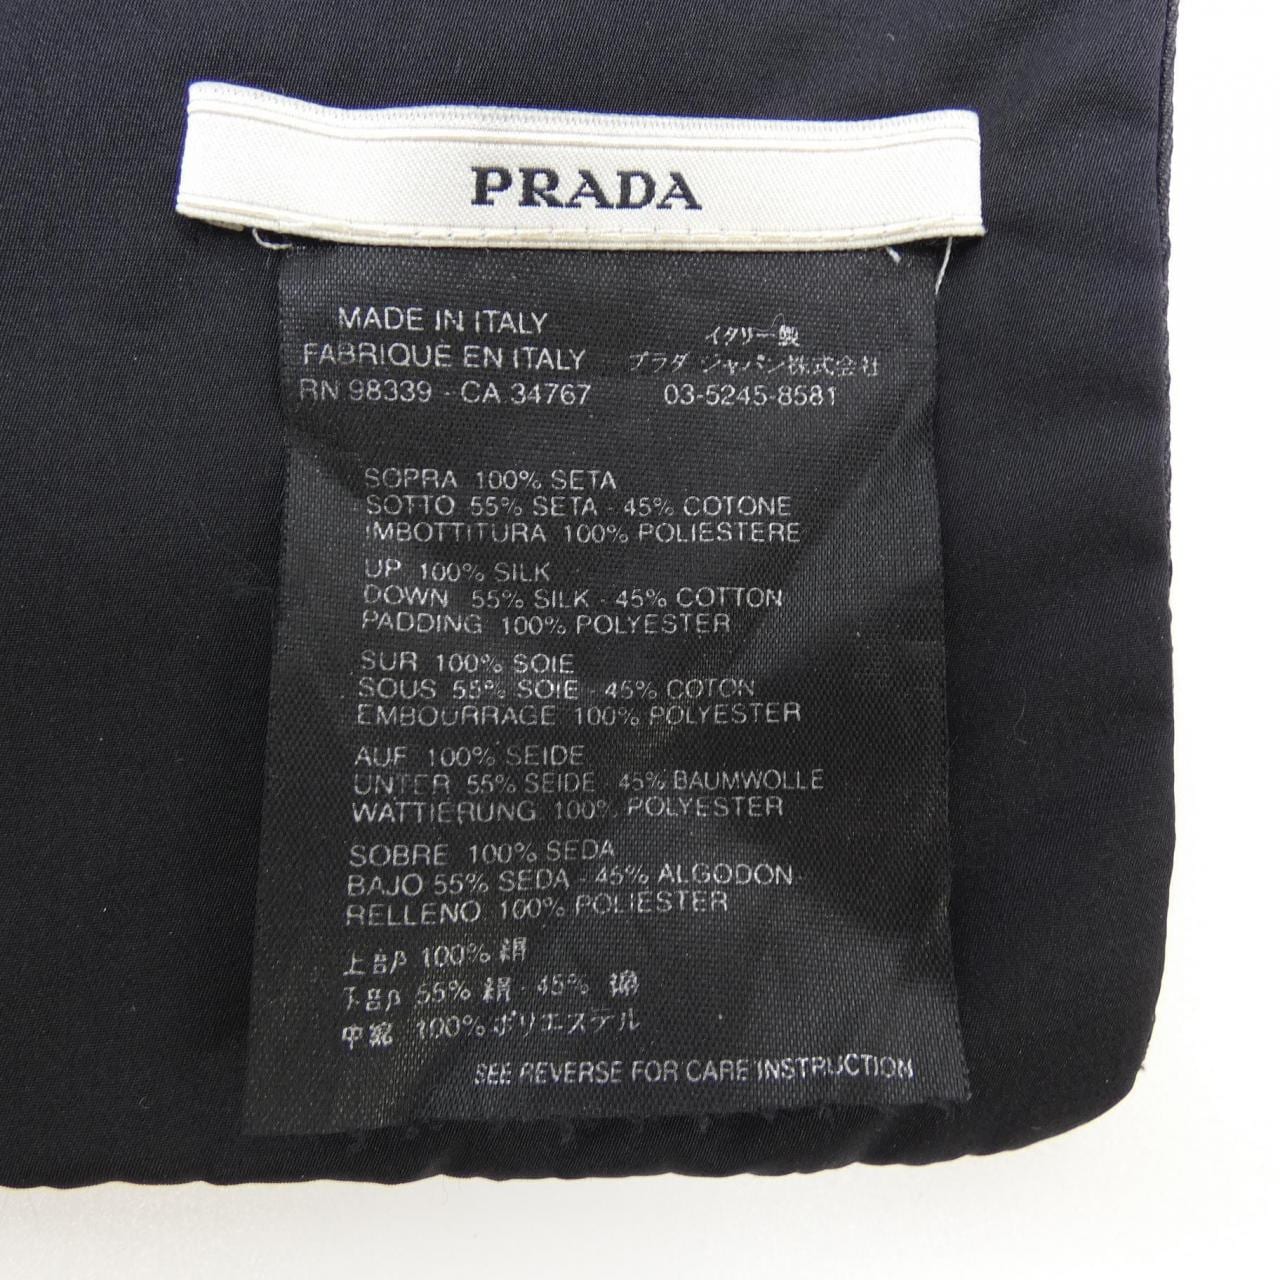 PRADA
MADE IN ITALY
FABRIQUÉ EN ITALY
RN 98339 - CA 34767
イタリー製
プラダ ジャパン株式会社
03-5245-8581
SOPRA 100% SETA
SOTTO 55% SETA - 45% COTONE
IMBOTTITURA 100% POLIESTERE
UP 100% SILK
DOWN 55% SILK - 45% COTTON
PADDING 100% POLYESTER
SUR 100% SOIE
SOUS 55% SOIE - 45% COTON
EMBOURRAGE 100% POLYESTER
AUF 100% SEIDE
UNTER 55% SEIDE - 45% BAUMWOLLE
WATTIERUNG 100% POLYESTER
SOBRE 100% SEDA
BAJO 55% SEDA - 45% ALGODON
RELLENO 100% POLIESTER
上部 100% 絹
下部 55% 絹 - 45% 綿
中綿 100% ポリエステル
SEE REVERSE FOR CARE INSTRUCTION